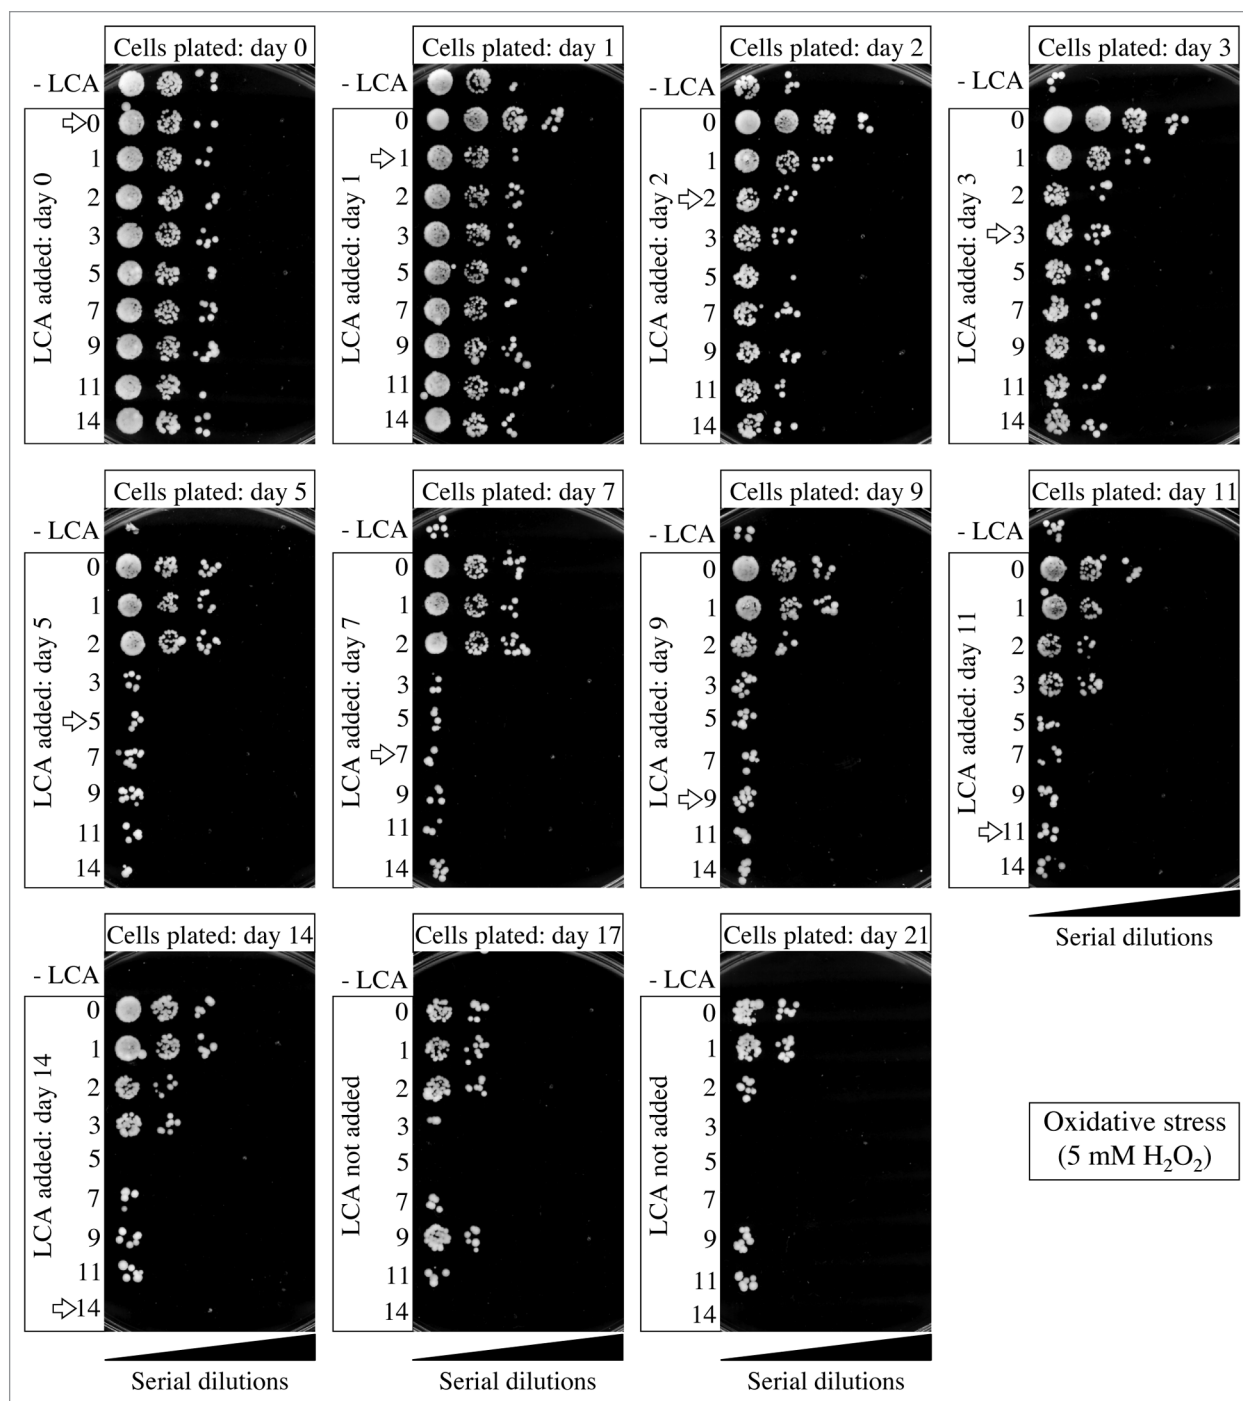 Cells plated: day 0
- LCA
LCA added: day 0
0
1
2
3
5
7
9
11
14
Cells plated: day 1
- LCA
LCA added: day 1
0
1
2
3
5
7
9
11
14
Cells plated: day 2
- LCA
LCA added: day 2
0
1
2
3
5
7
9
11
14
Cells plated: day 3
- LCA
LCA added: day 3
0
1
2
3
5
7
9
11
14
Cells plated: day 5
- LCA
LCA added: day 5
0
1
2
3
5
7
9
11
14
Cells plated: day 7
- LCA
LCA added: day 7
0
1
2
3
5
7
9
11
14
Cells plated: day 9
- LCA
LCA added: day 9
0
1
2
3
5
7
9
11
14
Cells plated: day 11
- LCA
LCA added: day 11
0
1
2
3
5
7
9
11
14
Serial dilutions
Cells plated: day 14
- LCA
LCA added: day 14
0
1
2
3
5
7
9
11
14
Serial dilutions
Cells plated: day 17
- LCA
LCA not added
0
1
2
3
5
7
9
11
14
Cells plated: day 21
- LCA
LCA not added
0
1
2
3
5
7
9
11
14
Serial dilutions
Oxidative stress
(5 mM H₂O₂)